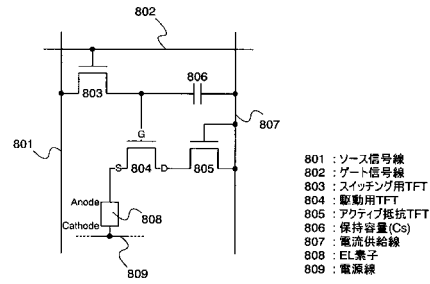 802
803
806
G
801
807
S
804
D
805
Anode
808
Cathode
809
801 : ソース信号線
802 : ゲート信号線
803 : スイッチング用TFT
804 : 駆動用TFT
805 : アクティブ抵抗TFT
806 : 保持容量(Cs)
807 : 電流供給線
808 : EL素子
809 : 電源線